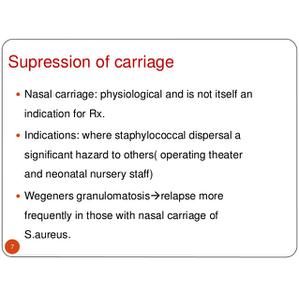 Supression of carriage
• Nasal carriage: physiological and is not itself an
indication for Rx.
• Indications: where staphylococcal dispersal a
significant hazard to others( operating theater
and neonatal nursery staff)
• Wegeners granulomatosis→relapse more
frequently in those with nasal carriage of
S.aureus.
7